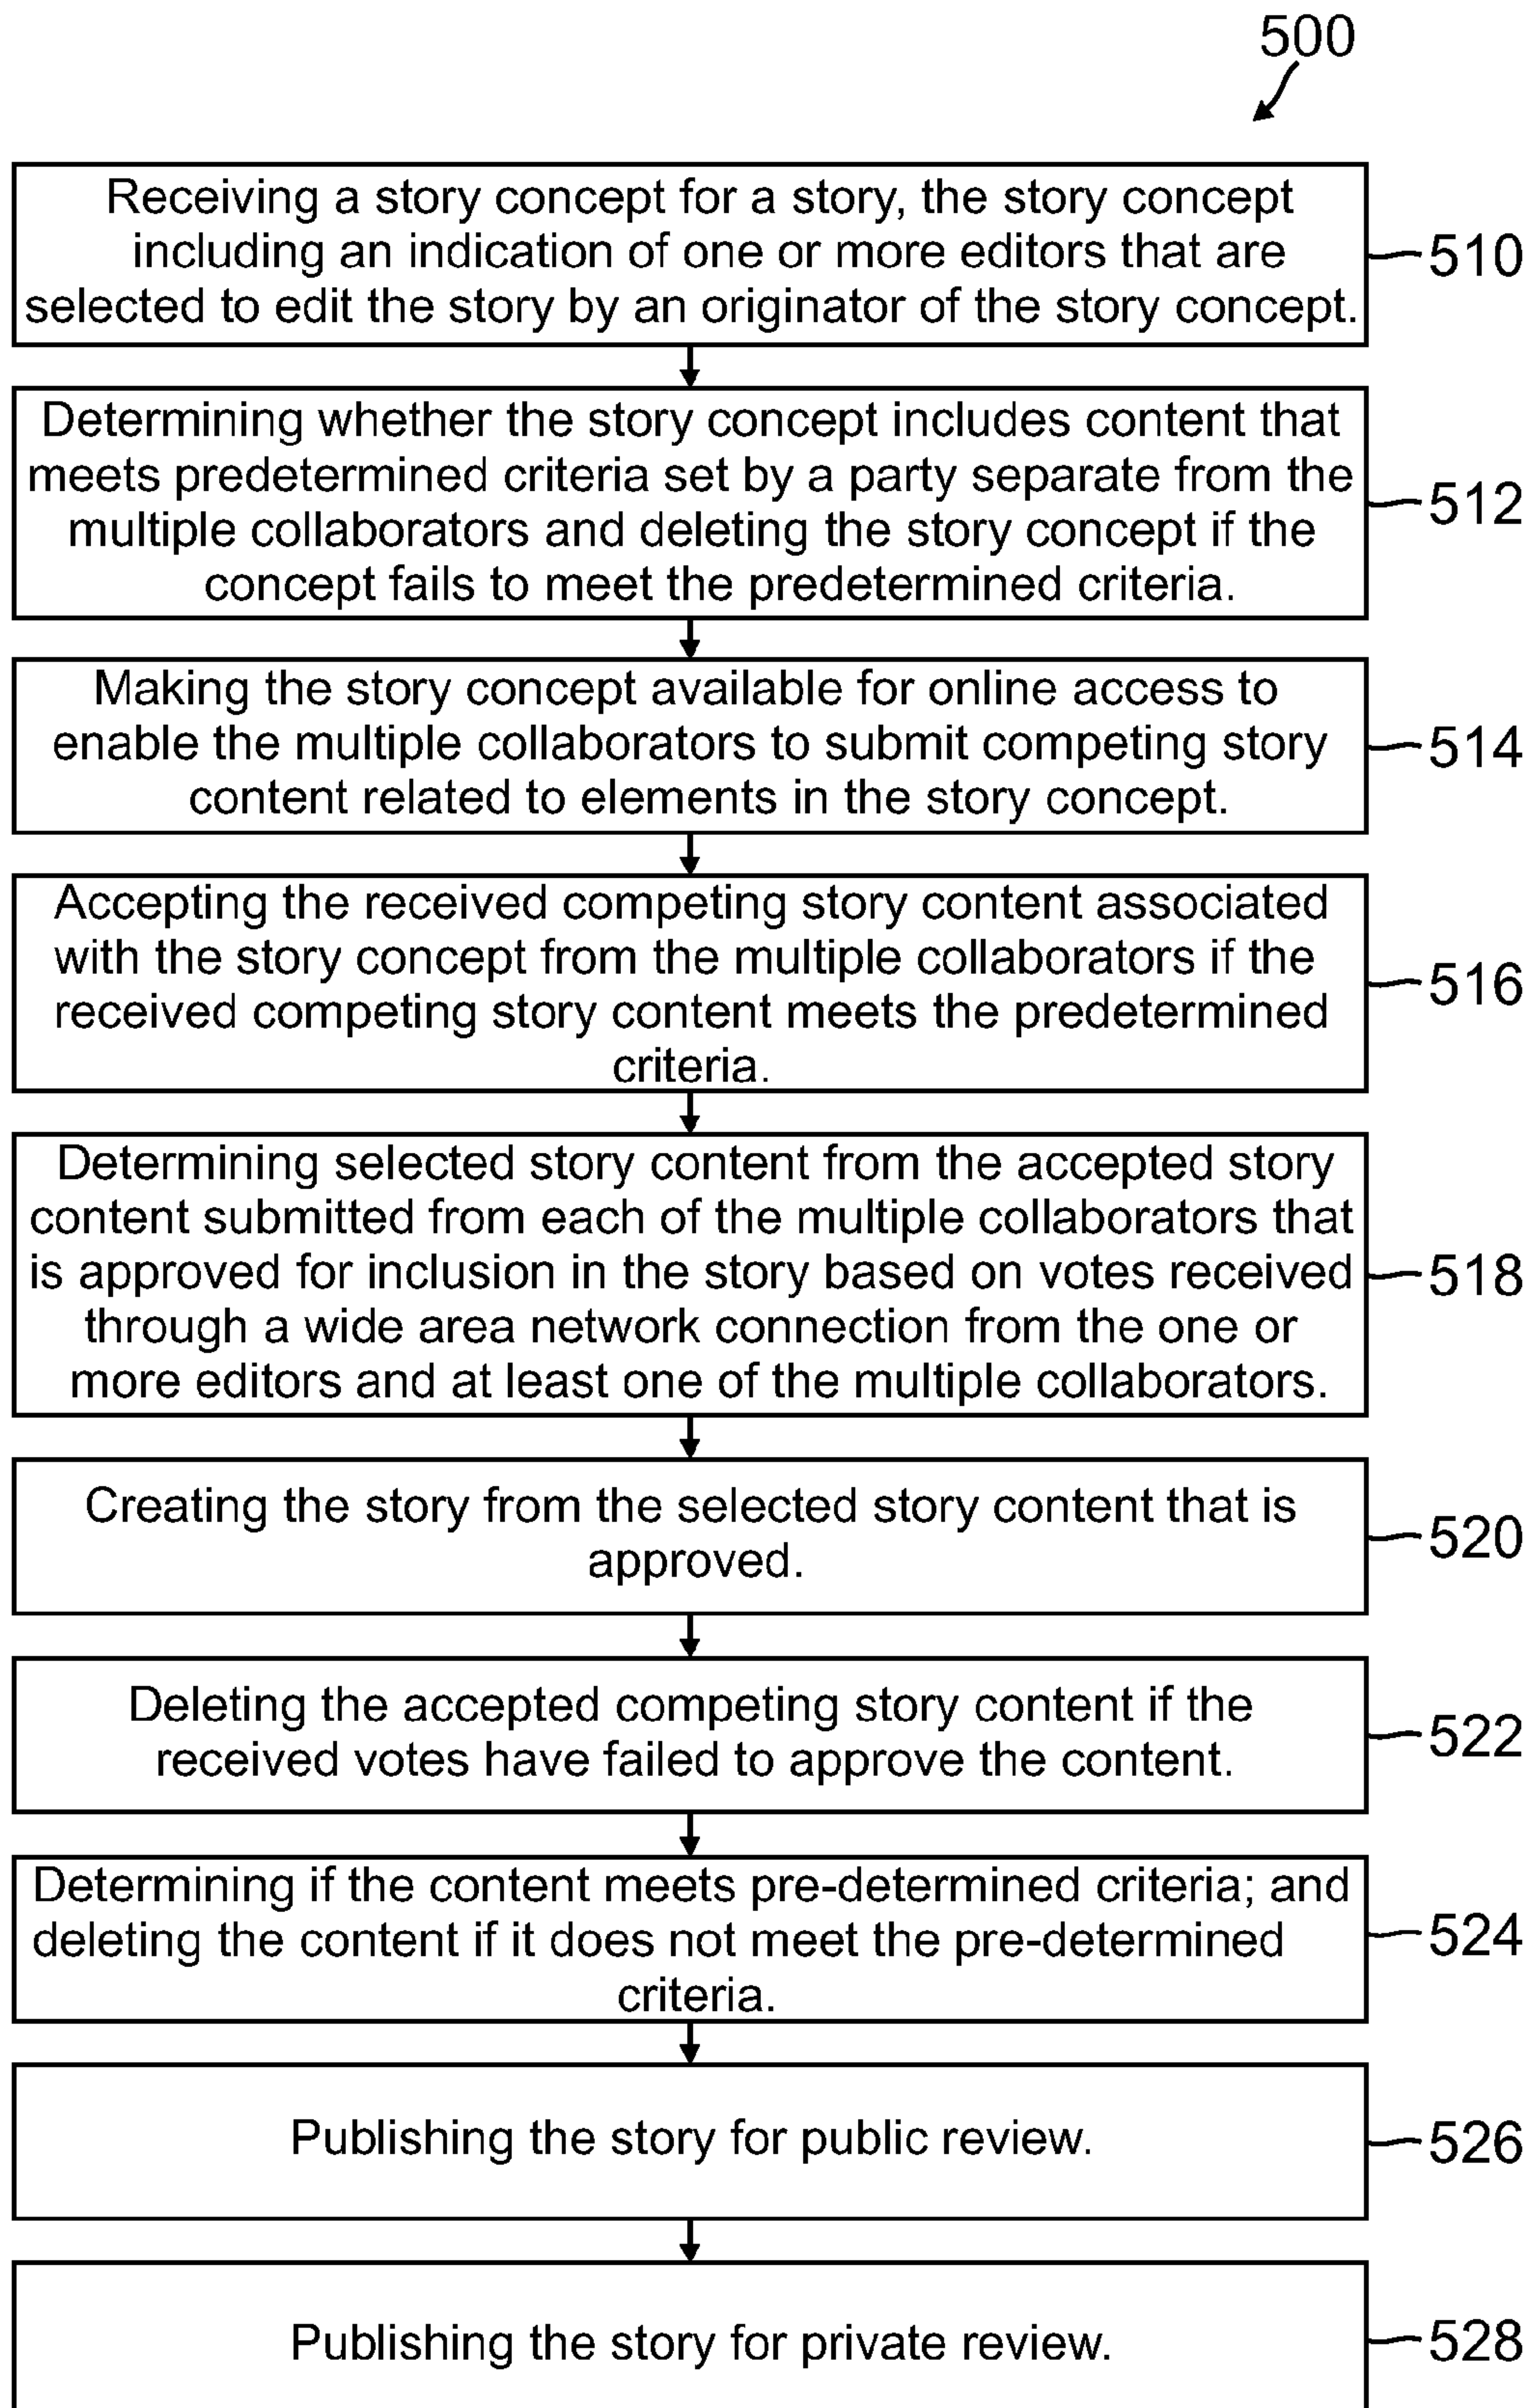 500
Receiving a story concept for a story, the story concept
including an indication of one or more editors that are
selected to edit the story by an originator of the story concept.
510
Determining whether the story concept includes content that
meets predetermined criteria set by a party separate from the
multiple collaborators and deleting the story concept if the
concept fails to meet the predetermined criteria.
512
Making the story concept available for online access to
enable the multiple collaborators to submit competing story
content related to elements in the story concept.
514
Accepting the received competing story content associated
with the story concept from the multiple collaborators if the
received competing story content meets the predetermined
criteria.
516
Determining selected story content from the accepted story
content submitted from each of the multiple collaborators that
is approved for inclusion in the story based on votes received
through a wide area network connection from the one or
more editors and at least one of the multiple collaborators.
518
Creating the story from the selected story content that is
approved.
520
Deleting the accepted competing story content if the
received votes have failed to approve the content.
522
Determining if the content meets pre-determined criteria; and
deleting the content if it does not meet the pre-determined
criteria.
524
Publishing the story for public review.
526
Publishing the story for private review.
528